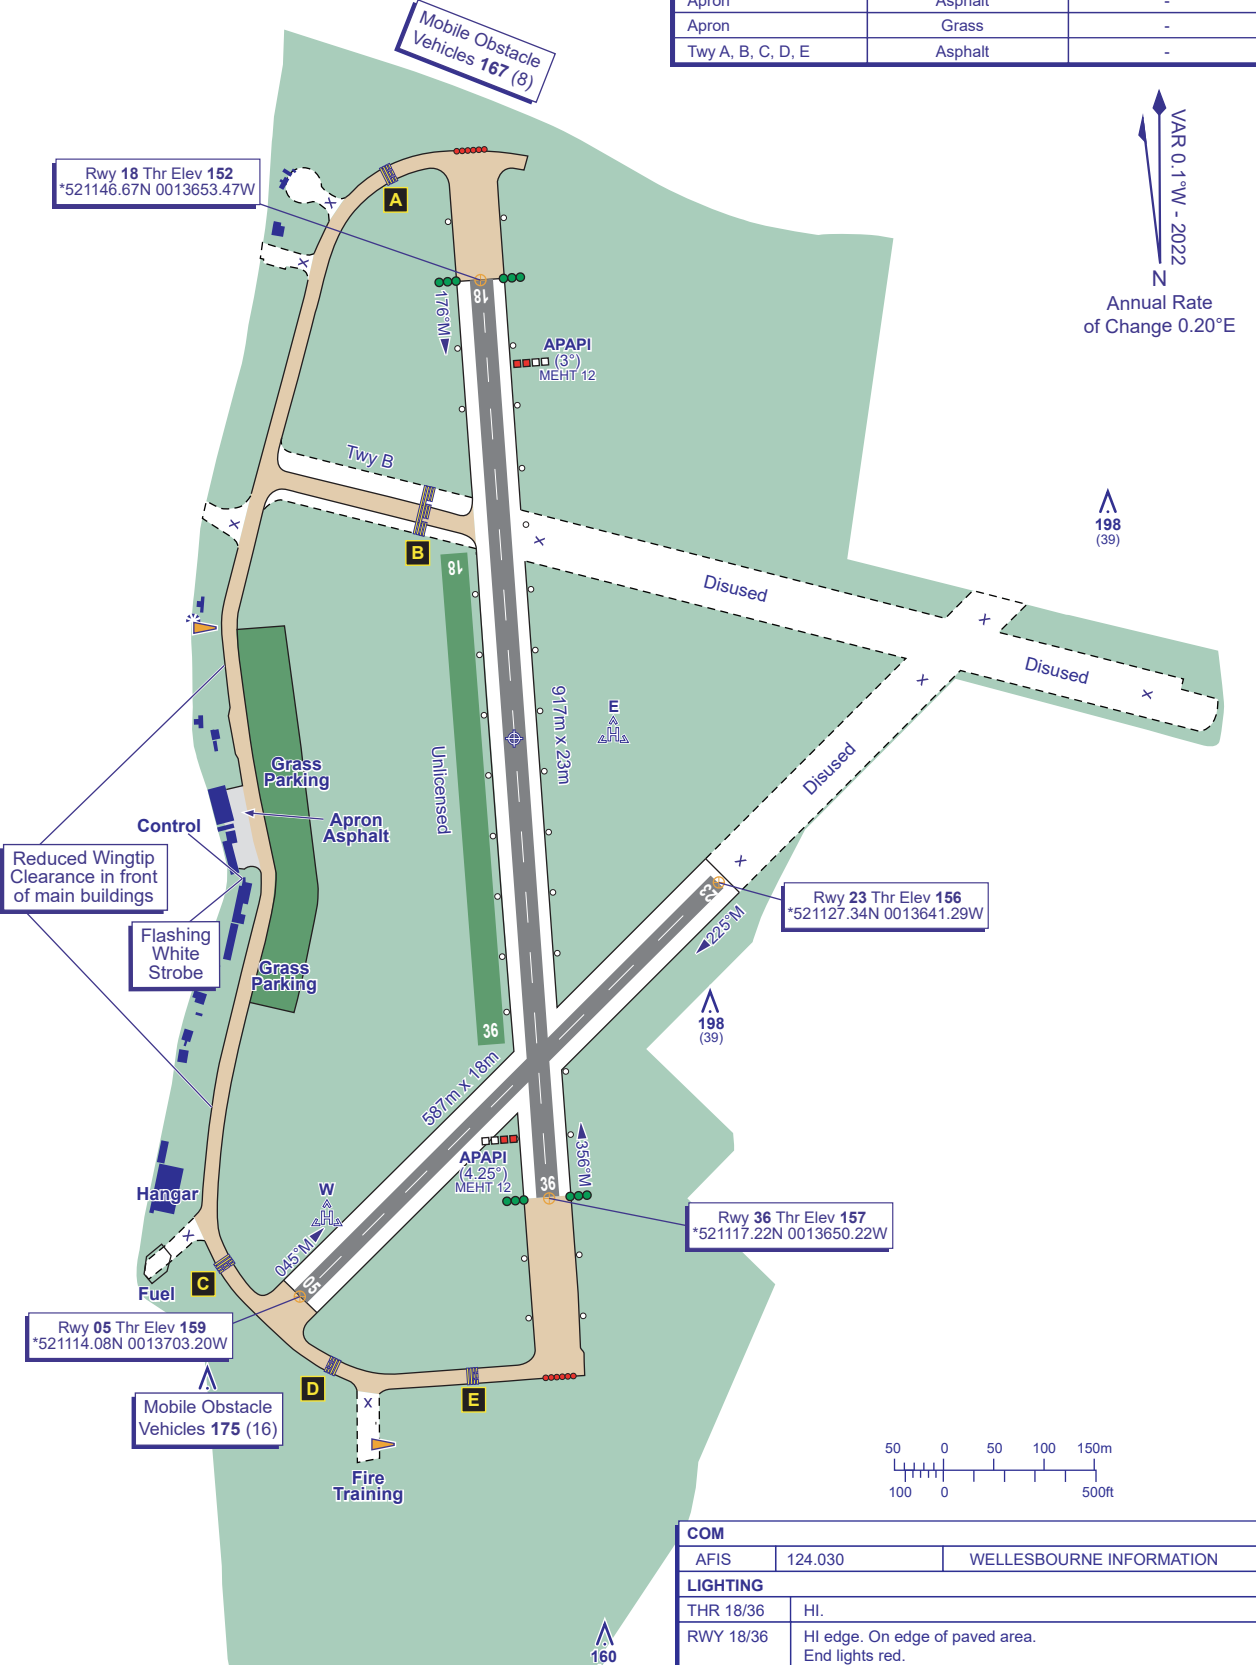 Apron Asphalt -
Apron Grass -
Twy A, B, C, D, E Asphalt -
Mobile Obstacle
Vehicles 167 (8)
VAR 0.1°W - 2022
N
Annual Rate
of Change 0.20°E
Rwy 18 Thr Elev 152
*521146.67N 0013653.47W
A
18
176°M
APAPI
(3°)
MEHT 12
Twy B
B
18
x
x
x
x
Disused
x
Disused
x
x
198
(39)
917m x 23m
E
H
Unlicensed
Disused
Grass
Parking
Apron
Asphalt
Control
Reduced Wingtip
Clearance in front
of main buildings
Flashing
White
Strobe
Grass
Parking
x
23
Rwy 23 Thr Elev 156
*521127.34N 0013641.29W
225°M
198
(39)
36
587m x 18m
APAPI
(4.25°)
MEHT 12
356°M
36
Hangar
W
H
045°M
05
Rwy 36 Thr Elev 157
*521117.22N 0013650.22W
x
Fuel
C
Rwy 05 Thr Elev 159
*521114.08N 0013703.20W
D
E
Mobile Obstacle
Vehicles 175 (16)
x
Fire
Training
50 0 50 100 150m
100 0 500ft
COM
AFIS 124.030 WELLESBOURNE INFORMATION
LIGHTING
THR 18/36 HI.
RWY 18/36 HI edge. On edge of paved area.
End lights red.
160